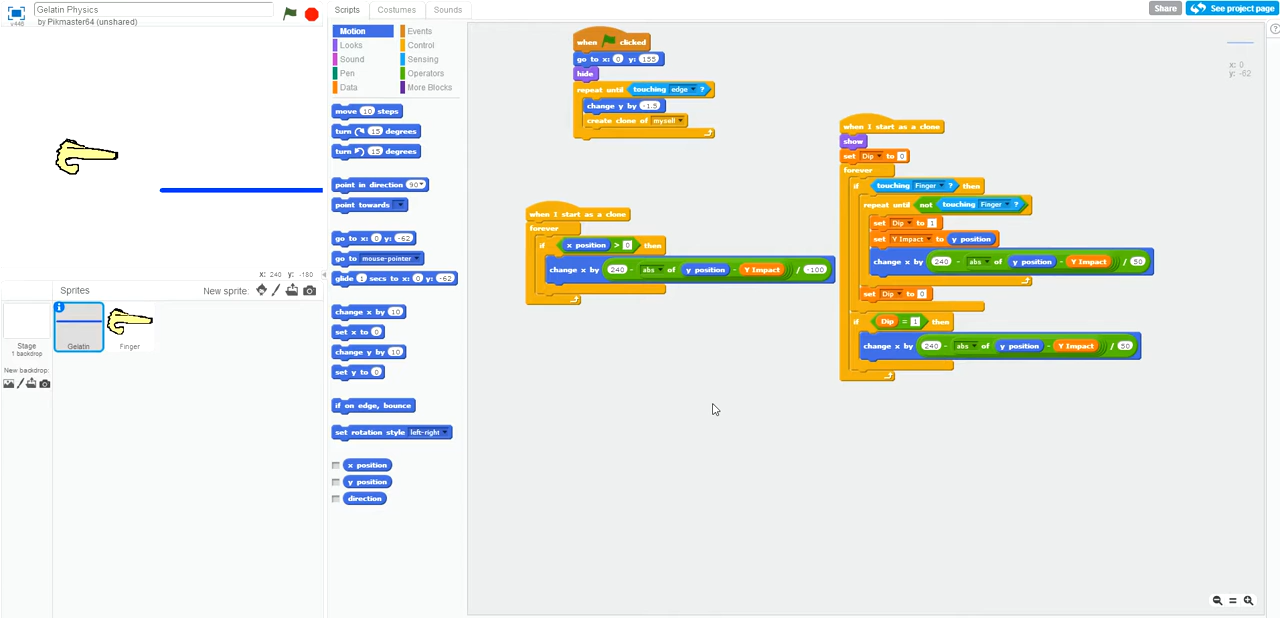 Gelatin Physics
by Pikmaster64 (unshared)
v448
Scripts
Costumes
Sounds
Share
See project page
Motion
Events
Looks
Control
Sound
Sensing
Pen
Operators
Data
More Blocks
move 10 steps
turn 15 degrees
turn 15 degrees
point in direction 90
point towards
go to x: 0 y: -62
go to mouse-pointer
glide 1 secs to x: 0 y: -62
change x by 10
set x to 0
change y by 10
set y to 0
if on edge, bounce
set rotation style left-right
x position
y position
direction
x: 240 y: -180
Sprites
New sprite:
Stage
1 backdrop
New backdrop:
Gelatin
Finger
when clicked
go to x: 0 y: 155
hide
repeat until touching edge ?
change y by -1.5
create clone of myself
when I start as a clone
forever
if x position > 0 then
change x by 240 - abs of y position - Y Impact / -100
when I start as a clone
show
set Dip to 0
forever
if touching Finger ? then
repeat until not touching Finger ?
set Dip to 1
set Y Impact to y position
change x by 240 - abs of y position - Y Impact / 50
set Dip to 0
if Dip = 1 then
change x by 240 - abs of y position - Y Impact / 50
x: 0
y: -62